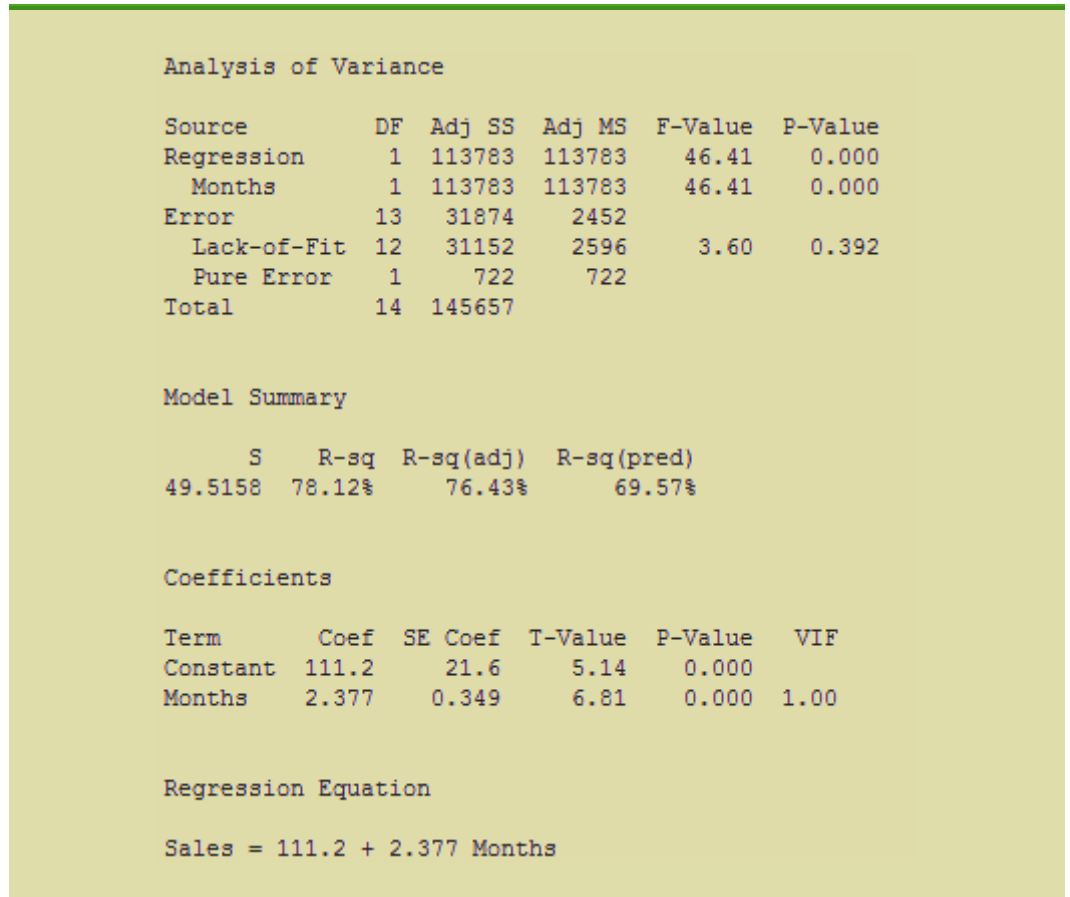 Analysis of Variance
Source DF Adj SS Adj MS F-Value P-Value
Regression 1 113783 113783 46.41 0.000
Months 1 113783 113783 46.41 0.000
Error 13 31874 2452
Lack-of-Fit 12 31152 2596 3.60 0.392
Pure Error 1 722 722
Total 14 145657
Model Summary
S R-sq R-sq(adj) R-sq(pred)
49.5158 78.12% 76.43% 69.57%
Coefficients
Term Coef SE Coef T-Value P-Value VIF
Constant 111.2 21.6 5.14 0.000
Months 2.377 0.349 6.81 0.000 1.00
Regression Equation
Sales = 111.2 + 2.377 Months